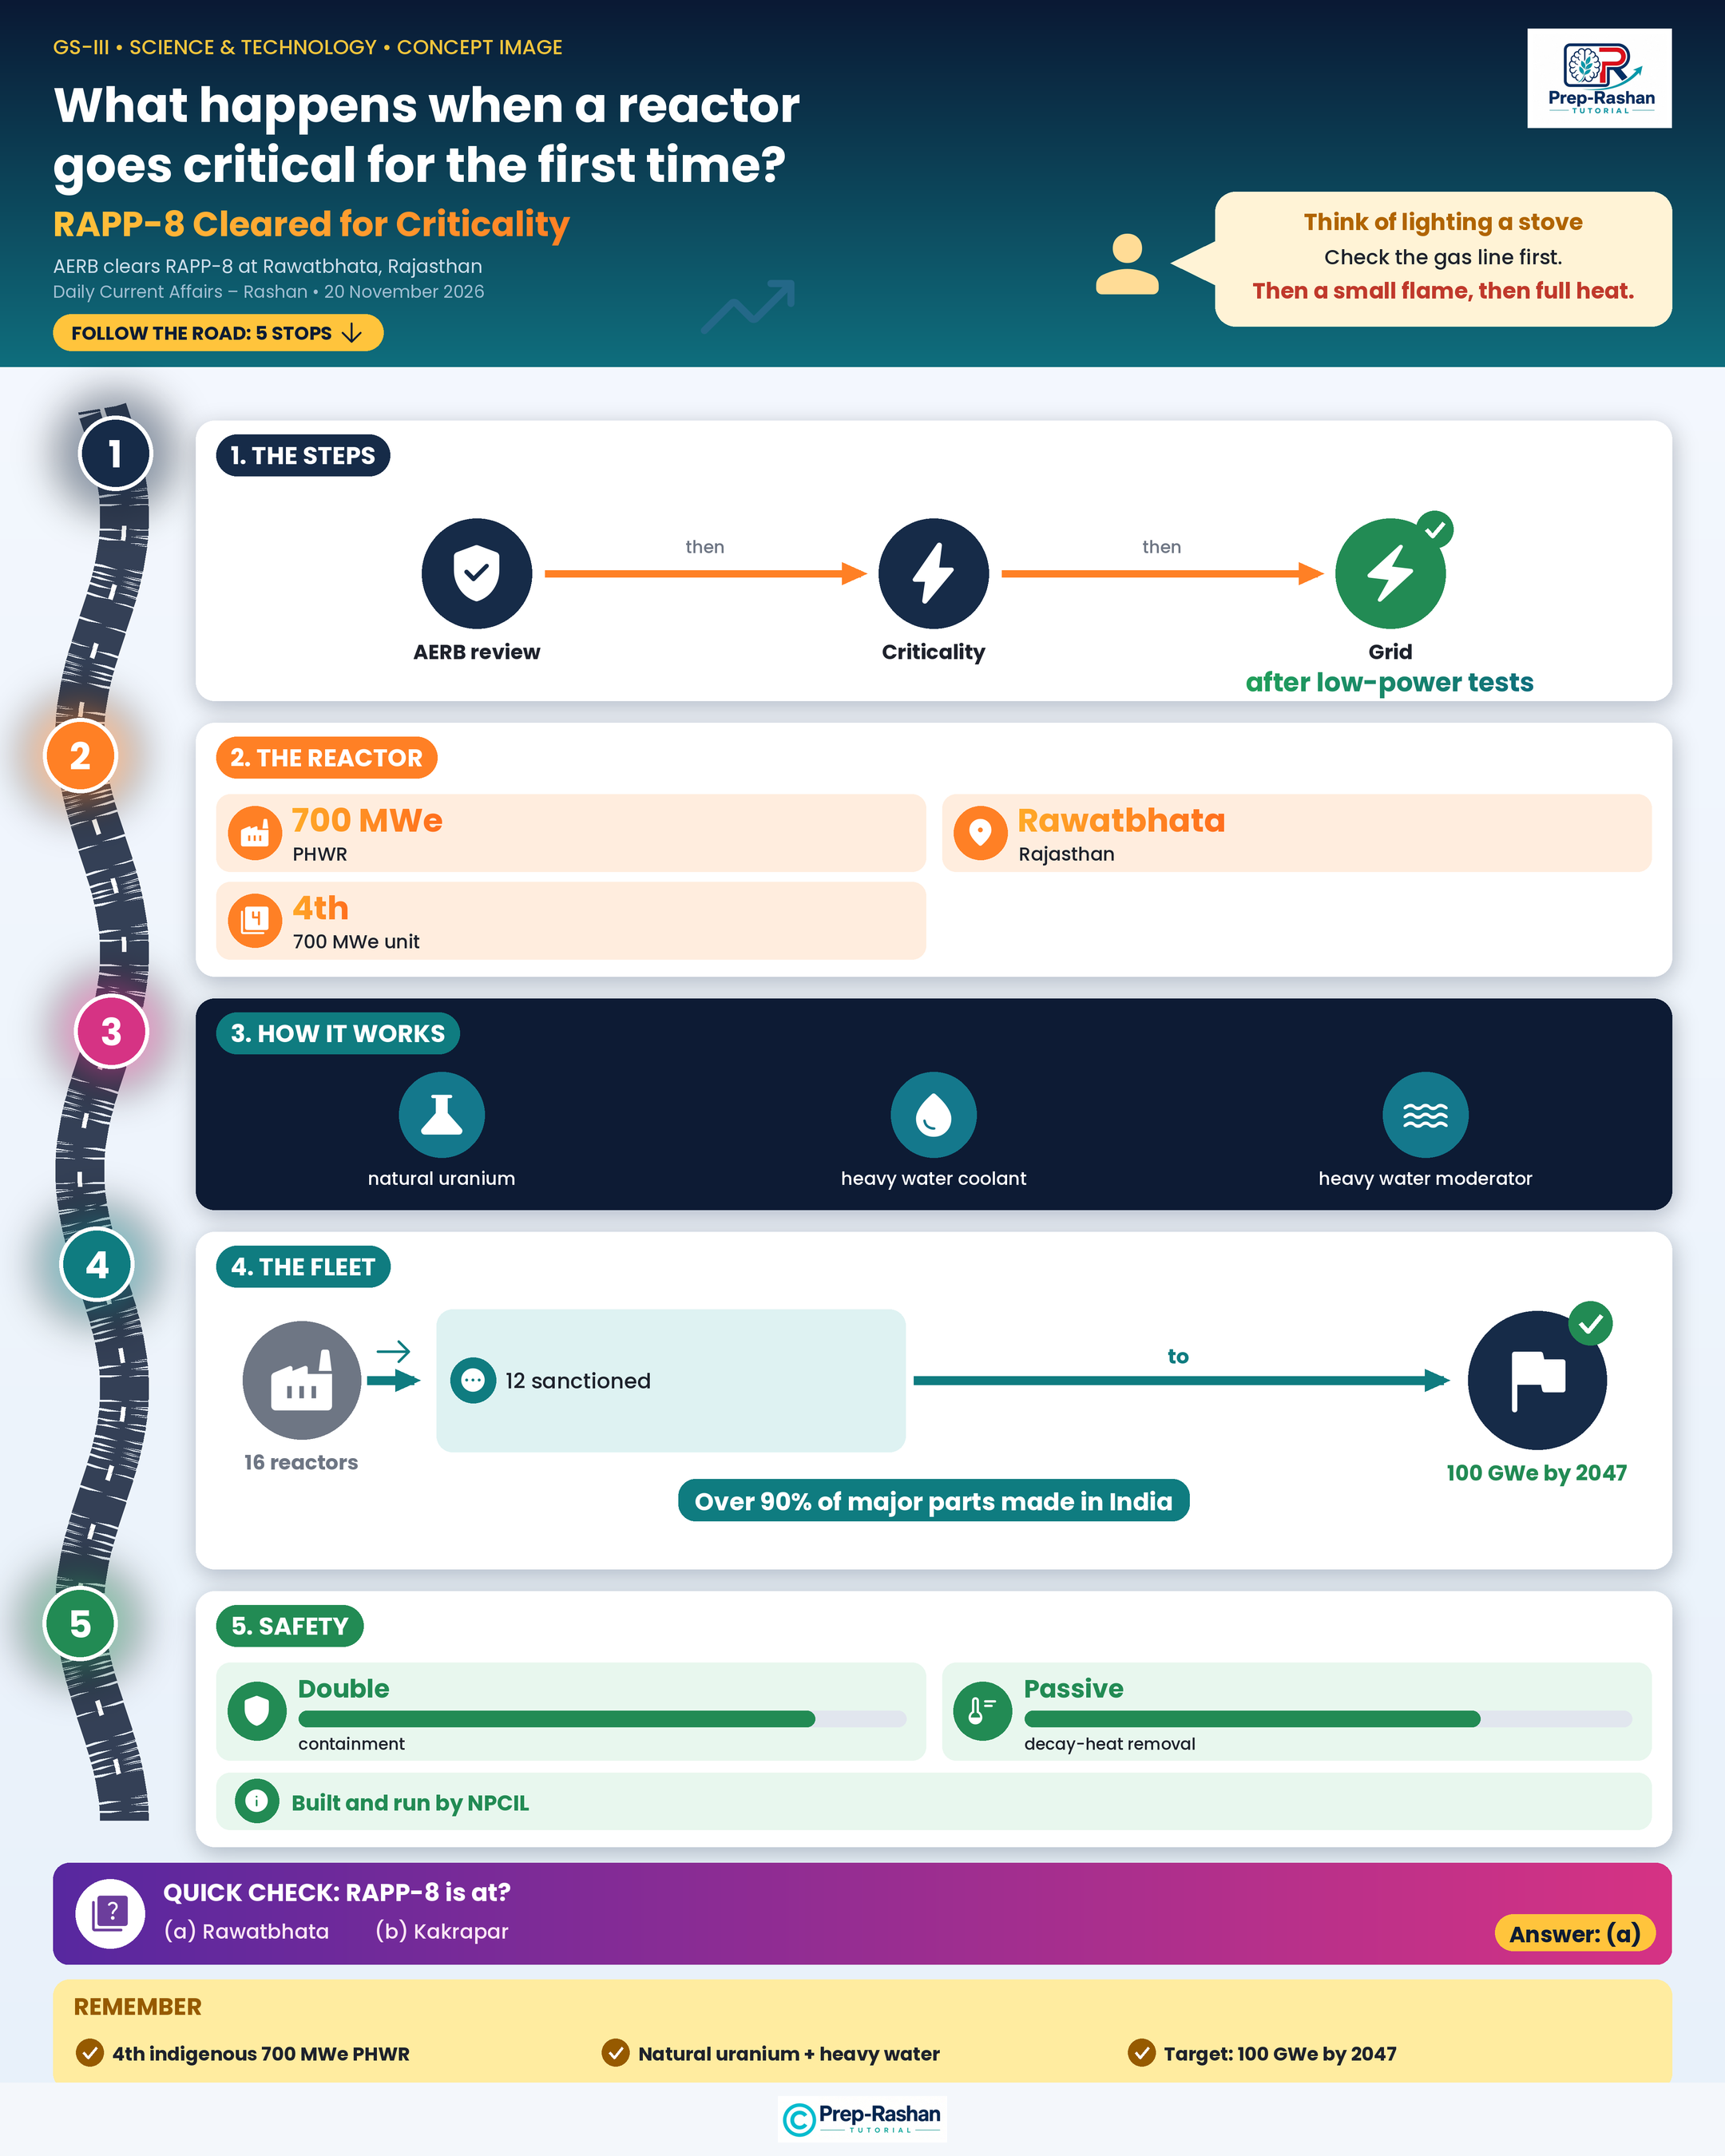 GS-III • SCIENCE & TECHNOLOGY • CONCEPT IMAGE
What happens when a reactor
goes critical for the first time?
RAPP-8 Cleared for Criticality
AERB clears RAPP-8 at Rawatbhata, Rajasthan
Daily Current Affairs – Rashan • 20 November 2026
FOLLOW THE ROAD: 5 STOPS
PR
Prep-Rashan
TUTORIAL
Think of lighting a stove
Check the gas line first.
Then a small flame, then full heat.
1
1. THE STEPS
then
then
AERB review
Criticality
Grid
after low-power tests
2
2. THE REACTOR
700 MWe
PHWR
Rawatbhata
Rajasthan
4
4th
700 MWe unit
3
3. HOW IT WORKS
natural uranium
heavy water coolant
heavy water moderator
4
4. THE FLEET
16 reactors
12 sanctioned
to
100 GWe by 2047
Over 90% of major parts made in India
5
5. SAFETY
Double
containment
Passive
decay-heat removal
Built and run by NPCIL
QUICK CHECK: RAPP-8 is at?
(a) Rawatbhata (b) Kakrapar
Answer: (a)
REMEMBER
4th indigenous 700 MWe PHWR
Natural uranium + heavy water
Target: 100 GWe by 2047
© Prep-Rashan
TUTORIAL